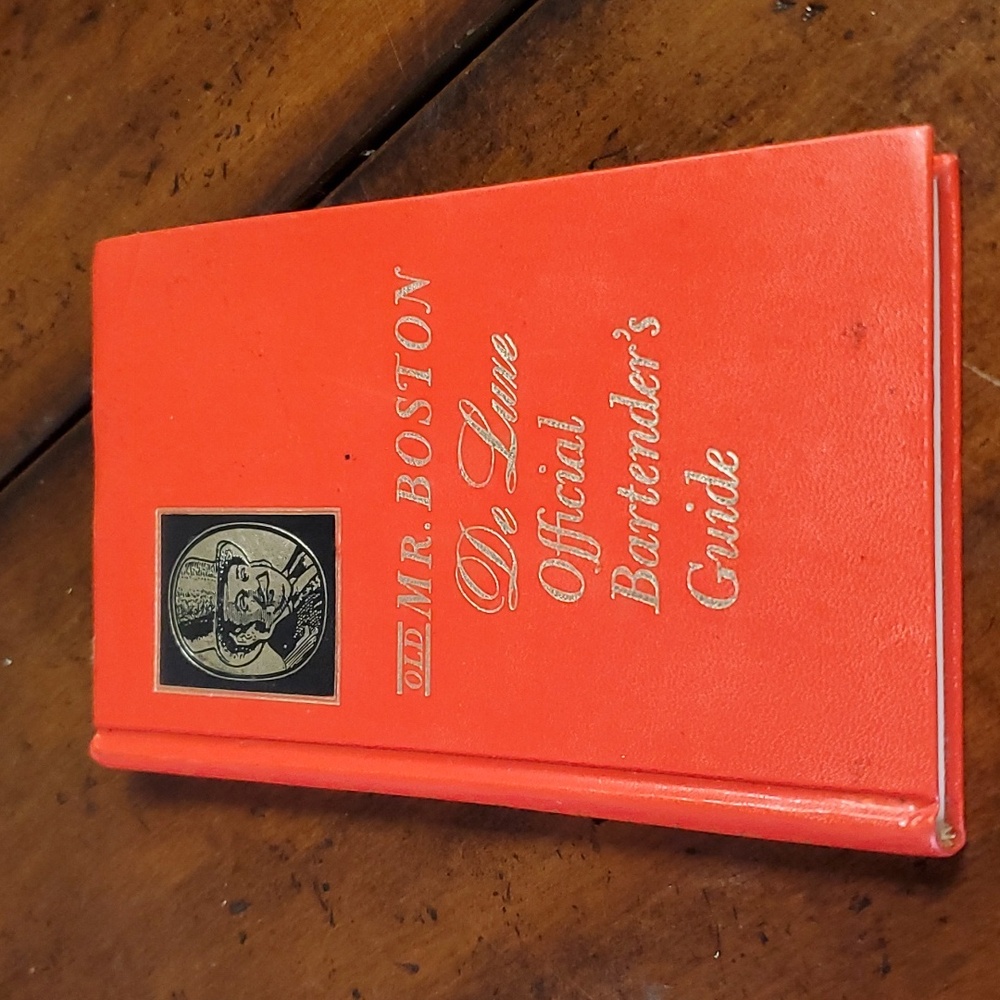 OLD MR. BOSTON
De Luxe
Official
Bartender's
Guide